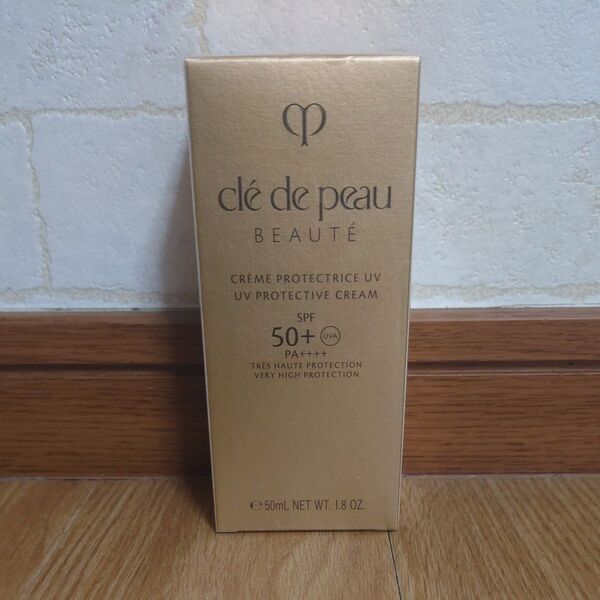 clé de peau
BEAUTÉ
CRÈME PROTECTRICE UV
UV PROTECTIVE CREAM
SPF
50+ UVA
PA++++
TRÈS HAUTE PROTECTION
VERY HIGH PROTECTION
℮50mL NET WT. 1.8 OZ.